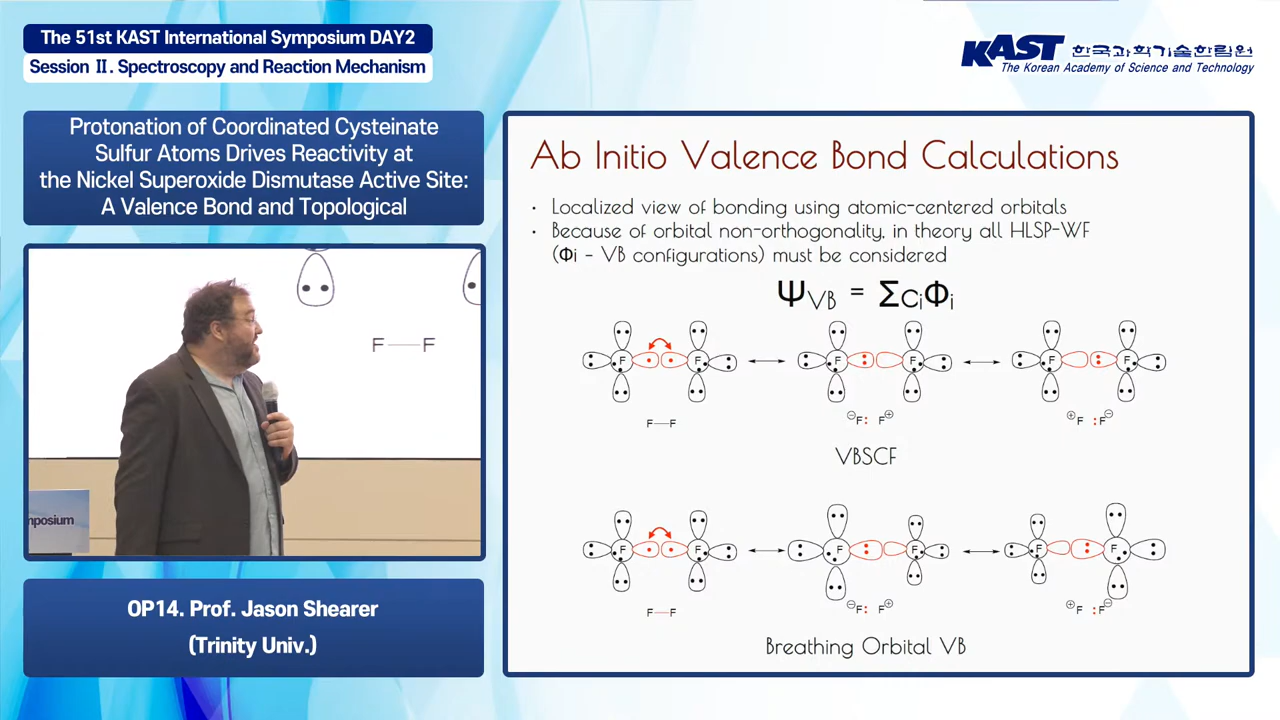 The 51st KAST International Symposium DAY2
Session Ⅱ. Spectroscopy and Reaction Mechanism
KAST 한국과학기술한림원
The Korean Academy of Science and Technology
Protonation of Coordinated Cysteinate
Sulfur Atoms Drives Reactivity at
the Nickel Superoxide Dismutase Active Site:
A Valence Bond and Topological
F—F
mposium
OP14. Prof. Jason Shearer
(Trinity Univ.)
Ab Initio Valence Bond Calculations
• Localized view of bonding using atomic-centered orbitals
• Because of orbital non-orthogonality, in theory all HLSP-WF
(Φi – VB configurations) must be considered
Ψ_VB = Σc_iΦ_i
F F F F F F
F—F ⊖F: F⊕ ⊕F :F⊖
VBSCF
F F F F F F
F—F ⊖F: F⊕ ⊕F :F⊖
Breathing Orbital VB